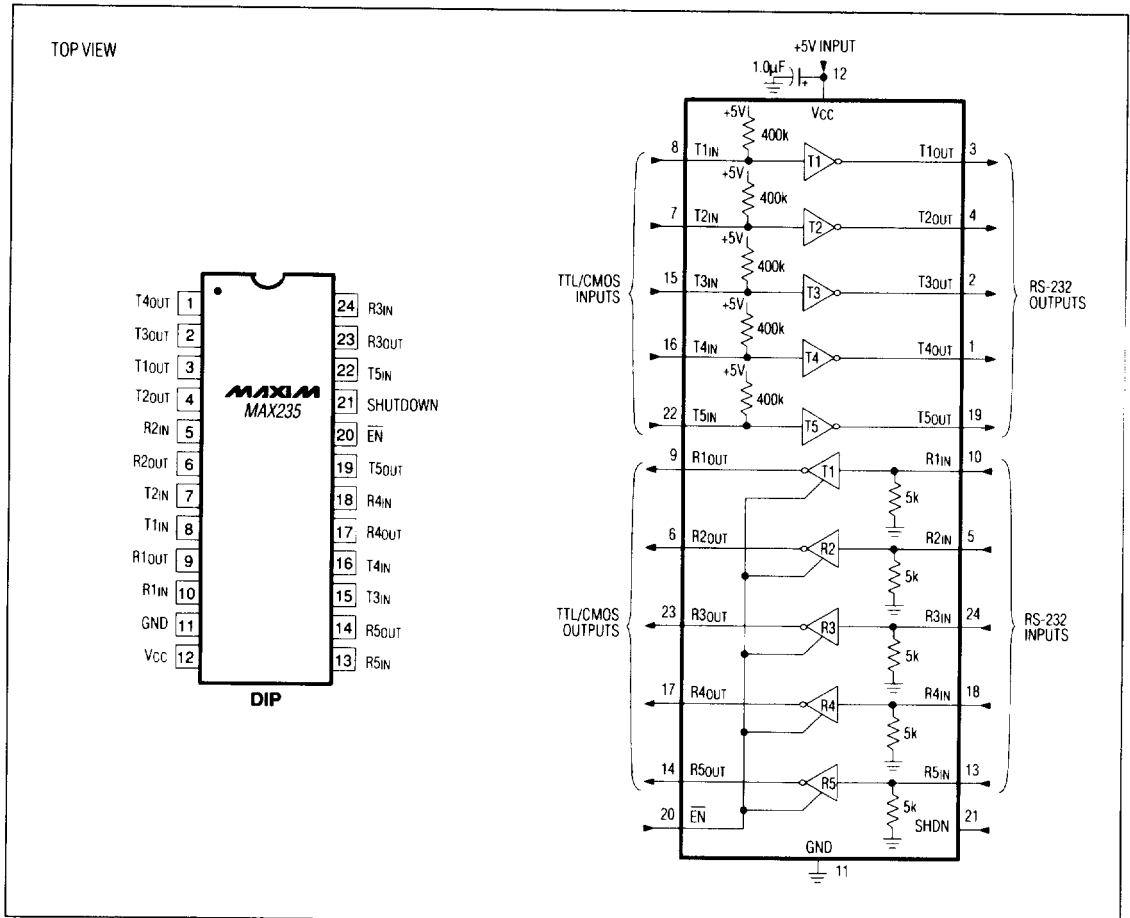 TOP VIEW
T4OUT 1
T3OUT 2
T1OUT 3
T2OUT 4
R2IN 5
R2OUT 6
T2IN 7
T1IN 8
R1OUT 9
R1IN 10
GND 11
VCC 12
MAXIM
MAX235
24 R3IN
23 R3OUT
22 T5IN
21 SHUTDOWN
20 EN
19 T5OUT
18 R4IN
17 R4OUT
16 T4IN
15 T3IN
14 R5OUT
13 R5IN
DIP
+5V INPUT
1.0µF + 12
VCC
+5V
400k
8 T1IN T1 T1OUT 3
+5V
400k
7 T2IN T2 T2OUT 4
+5V
400k
15 T3IN T3 T3OUT 2
+5V
400k
16 T4IN T4 T4OUT 1
+5V
400k
22 T5IN T5 T5OUT 19
TTL/CMOS
INPUTS
RS-232
OUTPUTS
9 R1OUT T1 R1IN 10
5k
6 R2OUT R2 R2IN 5
5k
23 R3OUT R3 R3IN 24
5k
17 R4OUT R4 R4IN 18
5k
14 R5OUT R5 R5IN 13
5k
TTL/CMOS
OUTPUTS
RS-232
INPUTS
20 EN SHDN 21
GND
11